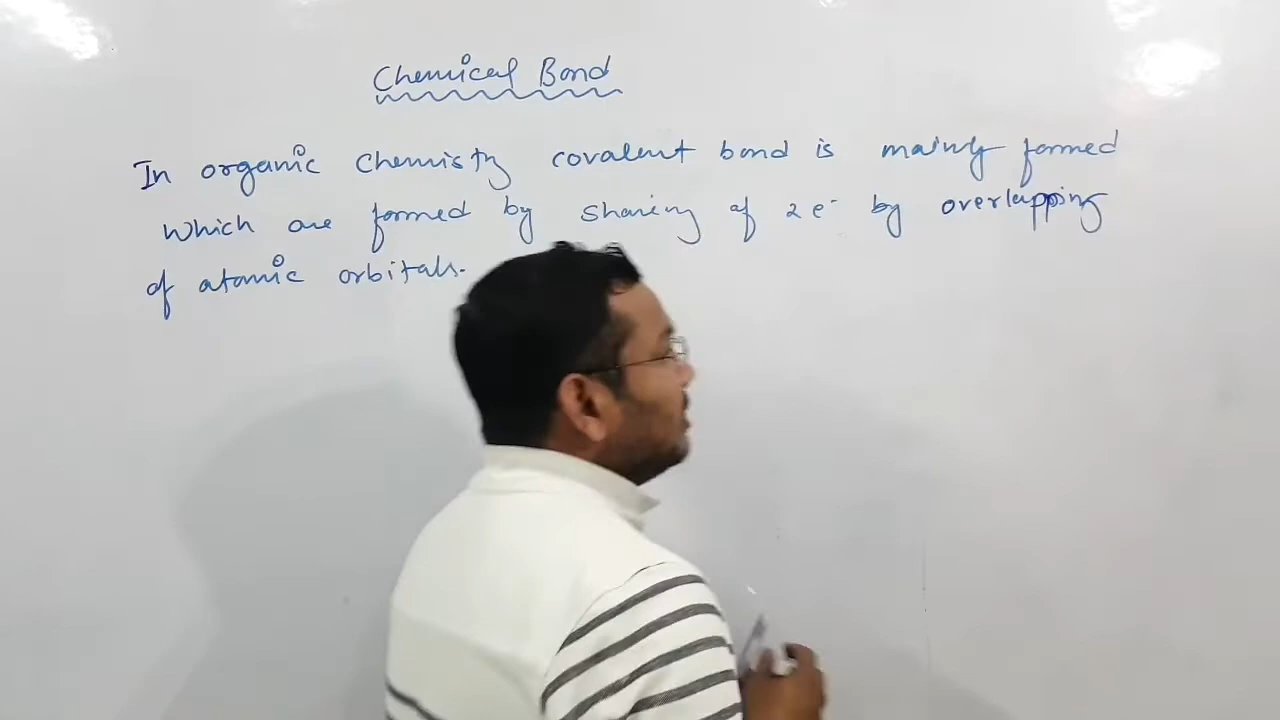 Chemical Bond
In organic chemisty covalent bond is mainly formed
which are formed by sharing of 2e⁻ by overlapping
of atomic orbitals.